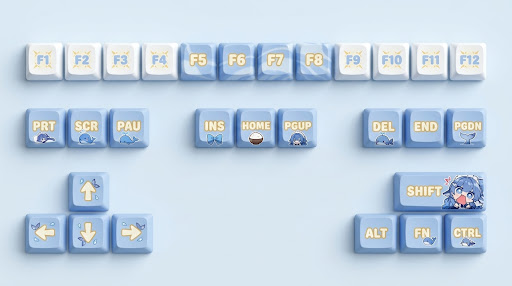 F1 F2 F3 F4 F5 F6 F7 F8 F9 F10 F11 F12
PRT SCR PAU INS HOME PGUP DEL END PGDN
SHIFT
ALT FN CTRL